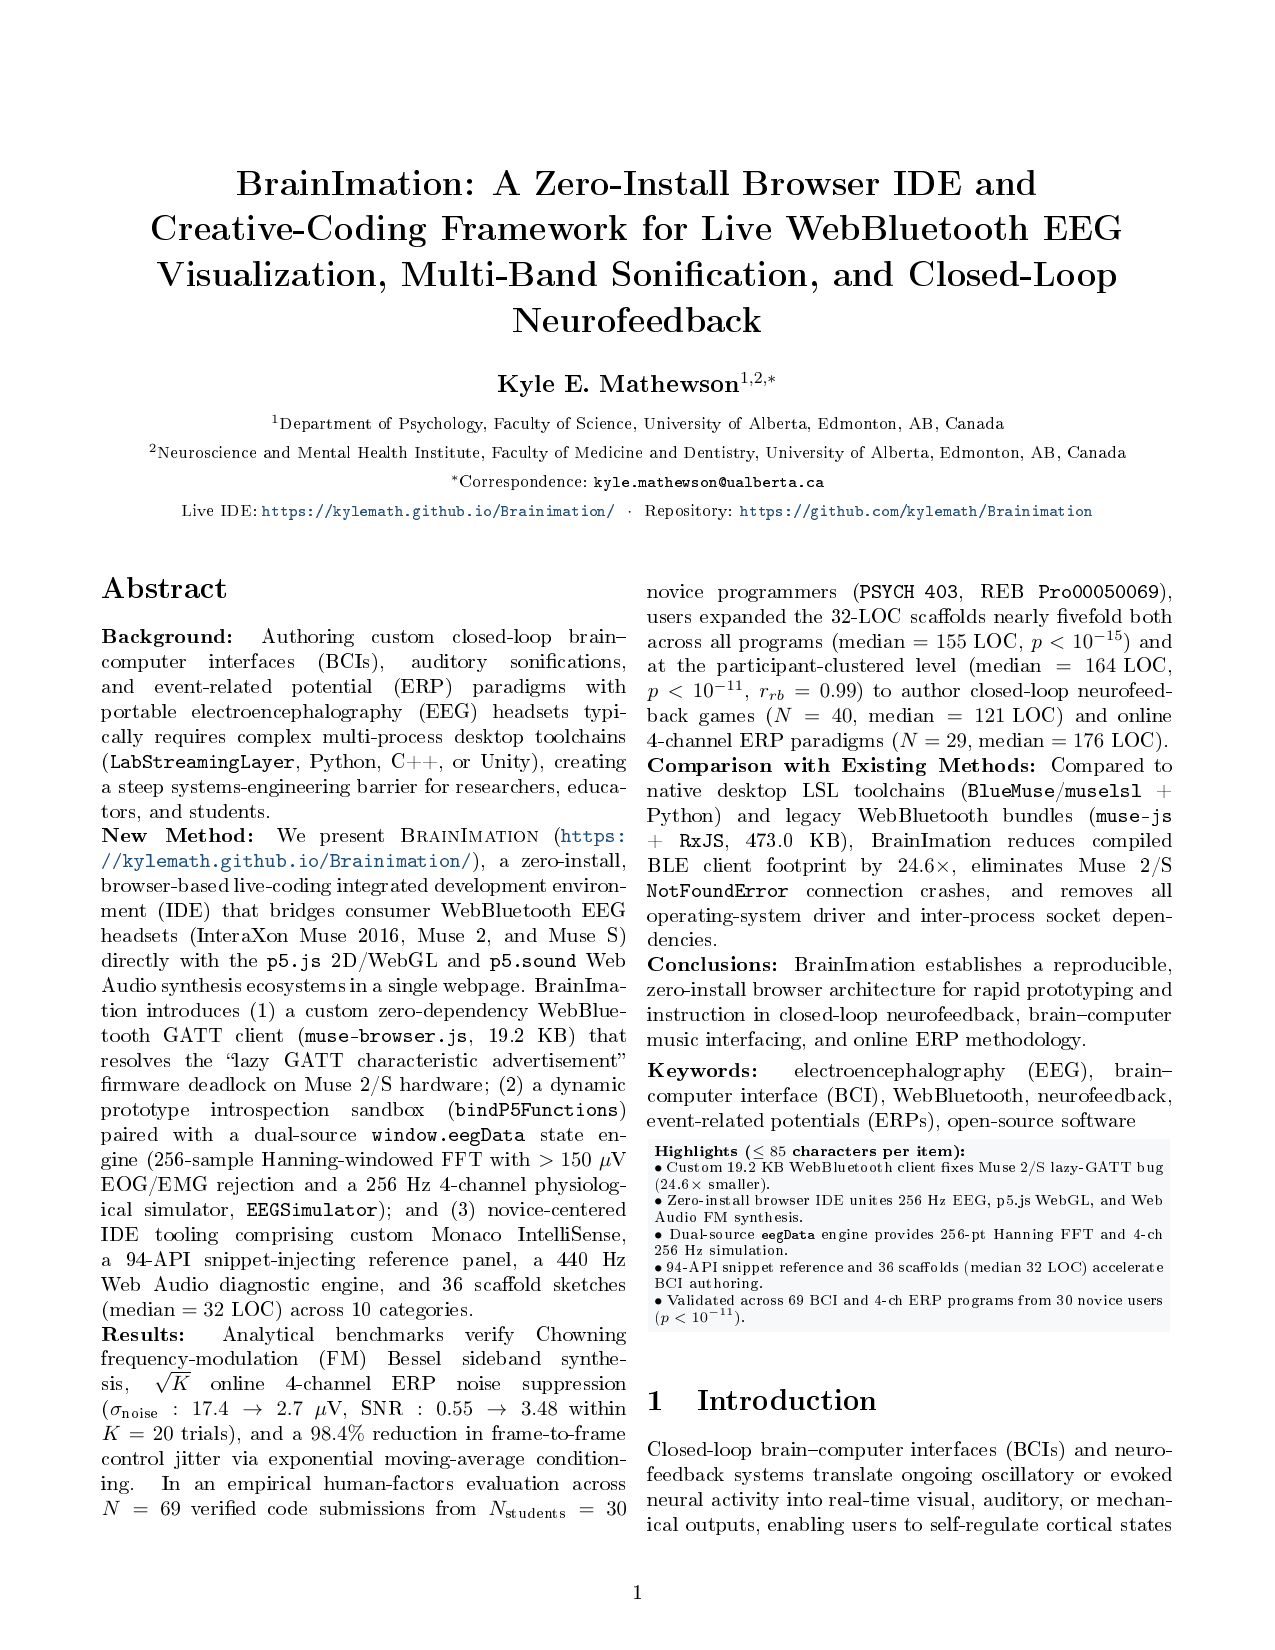 BrainImation: A Zero-Install Browser IDE and
Creative-Coding Framework for Live WebBluetooth EEG
Visualization, Multi-Band Sonification, and Closed-Loop
Neurofeedback
Kyle E. Mathewson1,2,∗
1Department of Psychology, Faculty of Science, University of Alberta, Edmonton, AB, Canada
2Neuroscience and Mental Health Institute, Faculty of Medicine and Dentistry, University of Alberta, Edmonton, AB, Canada
∗Correspondence: kyle.mathewson@ualberta.ca
Live IDE: https://kylemath.github.io/Brainimation/ · Repository: https://github.com/kylemath/Brainimation
Abstract
Background: Authoring custom closed-loop brain–
computer interfaces (BCIs), auditory sonifications,
and event-related potential (ERP) paradigms with
portable electroencephalography (EEG) headsets typi-
cally requires complex multi-process desktop toolchains
(LabStreamingLayer, Python, C++, or Unity), creating
a steep systems-engineering barrier for researchers, educa-
tors, and students.
New Method: We present BrainImation (https:
//kylemath.github.io/Brainimation/), a zero-install,
browser-based live-coding integrated development environ-
ment (IDE) that bridges consumer WebBluetooth EEG
headsets (InteraXon Muse 2016, Muse 2, and Muse S)
directly with the p5.js 2D/WebGL and p5.sound Web
Audio synthesis ecosystems in a single webpage. BrainIma-
tion introduces (1) a custom zero-dependency WebBlue-
tooth GATT client (muse-browser.js, 19.2 KB) that
resolves the “lazy GATT characteristic advertisement”
firmware deadlock on Muse 2/S hardware; (2) a dynamic
prototype introspection sandbox (bindP5Functions)
paired with a dual-source window.eegData state en-
gine (256-sample Hanning-windowed FFT with > 150 μV
EOG/EMG rejection and a 256 Hz 4-channel physiolog-
ical simulator, EEGSimulator); and (3) novice-centered
IDE tooling comprising custom Monaco IntelliSense,
a 94-API snippet-injecting reference panel, a 440 Hz
Web Audio diagnostic engine, and 36 scaffold sketches
(median = 32 LOC) across 10 categories.
Results: Analytical benchmarks verify Chowning
frequency-modulation (FM) Bessel sideband synthe-
sis, √K online 4-channel ERP noise suppression
(σnoise : 17.4 → 2.7 μV, SNR : 0.55 → 3.48 within
K = 20 trials), and a 98.4% reduction in frame-to-frame
control jitter via exponential moving-average condition-
ing. In an empirical human-factors evaluation across
N = 69 verified code submissions from Nstudents = 30
novice programmers (PSYCH 403, REB Pro00050069),
users expanded the 32-LOC scaffolds nearly fivefold both
across all programs (median = 155 LOC, p < 10−15) and
at the participant-clustered level (median = 164 LOC,
p < 10−11, rrb = 0.99) to author closed-loop neurofeed-
back games (N = 40, median = 121 LOC) and online
4-channel ERP paradigms (N = 29, median = 176 LOC).
Comparison with Existing Methods: Compared to
native desktop LSL toolchains (BlueMuse/muselsl +
Python) and legacy WebBluetooth bundles (muse-js
+ RxJS, 473.0 KB), BrainImation reduces compiled
BLE client footprint by 24.6×, eliminates Muse 2/S
NotFoundError connection crashes, and removes all
operating-system driver and inter-process socket depen-
dencies.
Conclusions: BrainImation establishes a reproducible,
zero-install browser architecture for rapid prototyping and
instruction in closed-loop neurofeedback, brain–computer
music interfacing, and online ERP methodology.
Keywords: electroencephalography (EEG), brain–
computer interface (BCI), WebBluetooth, neurofeedback,
event-related potentials (ERPs), open-source software
Highlights (≤ 85 characters per item):
• Custom 19.2 KB WebBluetooth client fixes Muse 2/S lazy-GATT bug
(24.6× smaller).
• Zero-install browser IDE unites 256 Hz EEG, p5.js WebGL, and Web
Audio FM synthesis.
• Dual-source eegData engine provides 256-pt Hanning FFT and 4-ch
256 Hz simulation.
• 94-API snippet reference and 36 scaffolds (median 32 LOC) accelerate
BCI authoring.
• Validated across 69 BCI and 4-ch ERP programs from 30 novice users
(p < 10−11).
1 Introduction
Closed-loop brain–computer interfaces (BCIs) and neuro-
feedback systems translate ongoing oscillatory or evoked
neural activity into real-time visual, auditory, or mechan-
ical outputs, enabling users to self-regulate cortical states
1